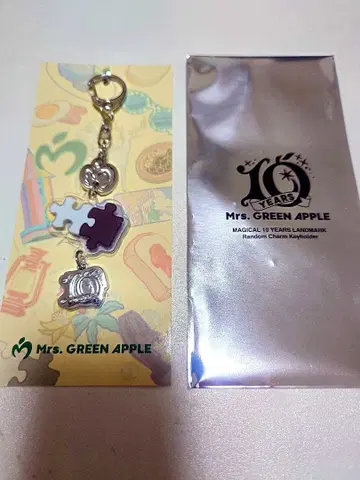 Mrs. GREEN APPLE
10
YEARS
Mrs. GREEN APPLE
MAGICAL 10 YEARS LANDMARK
Random Charm Keyholder